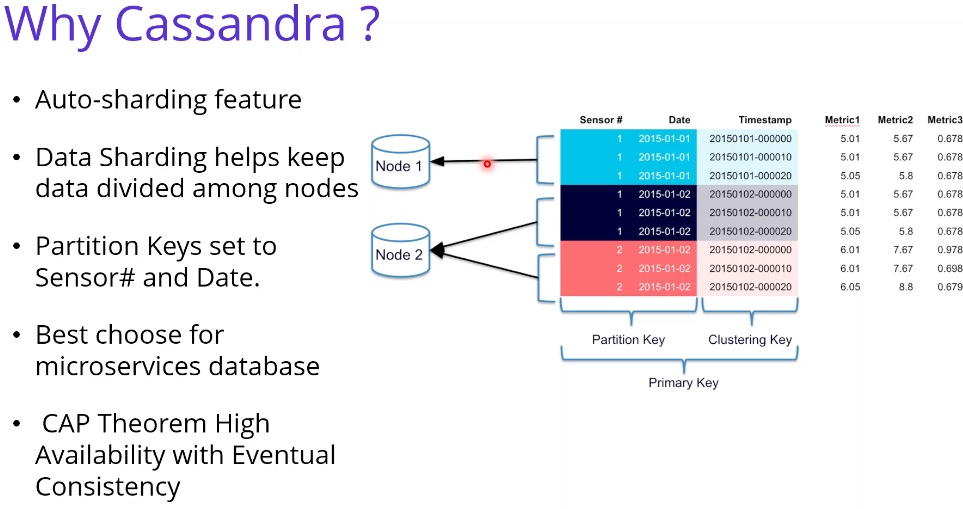 Why Cassandra ?
• Auto-sharding feature
• Data Sharding helps keep
data divided among nodes
• Partition Keys set to
Sensor# and Date.
• Best choose for
microservices database
• CAP Theorem High
Availability with Eventual
Consistency
Node 1
Node 2
Sensor # Date Timestamp Metric1 Metric2 Metric3
1 2015-01-01 20150101-000000 5.01 5.67 0.678
1 2015-01-01 20150101-000010 5.01 5.67 0.678
1 2015-01-01 20150101-000020 5.05 5.8 0.678
1 2015-01-02 20150102-000000 5.01 5.67 0.678
1 2015-01-02 20150102-000010 5.01 5.67 0.678
1 2015-01-02 20150102-000020 5.05 5.8 0.678
2 2015-01-02 20150102-000000 6.01 7.67 0.978
2 2015-01-02 20150102-000010 6.01 7.67 0.698
2 2015-01-02 20150102-000020 6.05 8.8 0.679
Partition Key Clustering Key
Primary Key